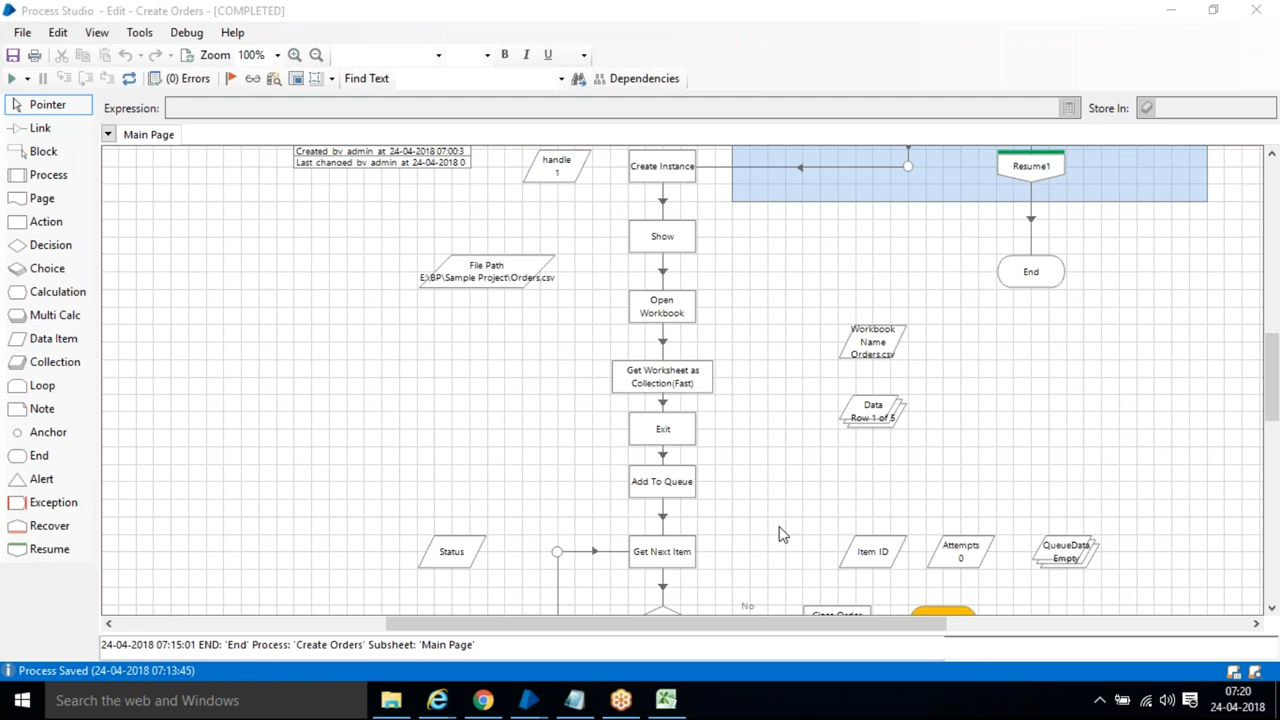 Process Studio - Edit - Create Orders - [COMPLETED]
File Edit View Tools Debug Help
Zoom 100% B I U
(0) Errors Find Text Dependencies
Pointer Expression: Store In:
Link Main Page
Block
Process
Page
Action
Decision
Choice
Calculation
Multi Calc
Data Item
Collection
Loop
Note
Anchor
End
Alert
Exception
Recover
Resume
Created by admin at 24-04-2018 07:00:3
Last changed by admin at 24-04-2018 0
handle
1
Create Instance
Resume1
Show
File Path
E:\BP\Sample Project\Orders.csv
End
Open
Workbook
Workbook
Name
Orders.csv
Get Worksheet as
Collection(Fast)
Data
Row 1 of 5
Exit
Add To Queue
Status
Get Next Item
Item ID
Attempts
0
QueueData
Empty
No
Close Order
24-04-2018 07:15:01 END: 'End' Process: 'Create Orders' Subsheet: 'Main Page'
Process Saved (24-04-2018 07:13:45)
Search the web and Windows
07:20
24-04-2018